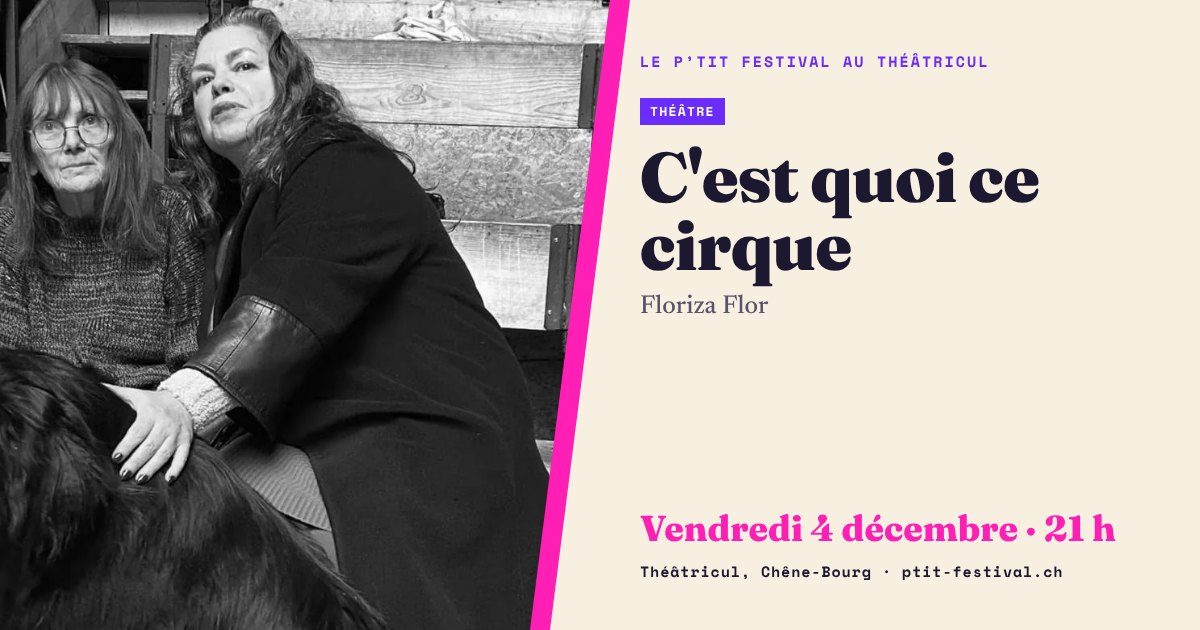 LE P’TIT FESTIVAL AU THÉÂTRICUL
THÉÂTRE
C'est quoi ce
cirque
Floriza Flor
Vendredi 4 décembre • 21 h
Théâtricul, Chêne-Bourg · ptit-festival.ch